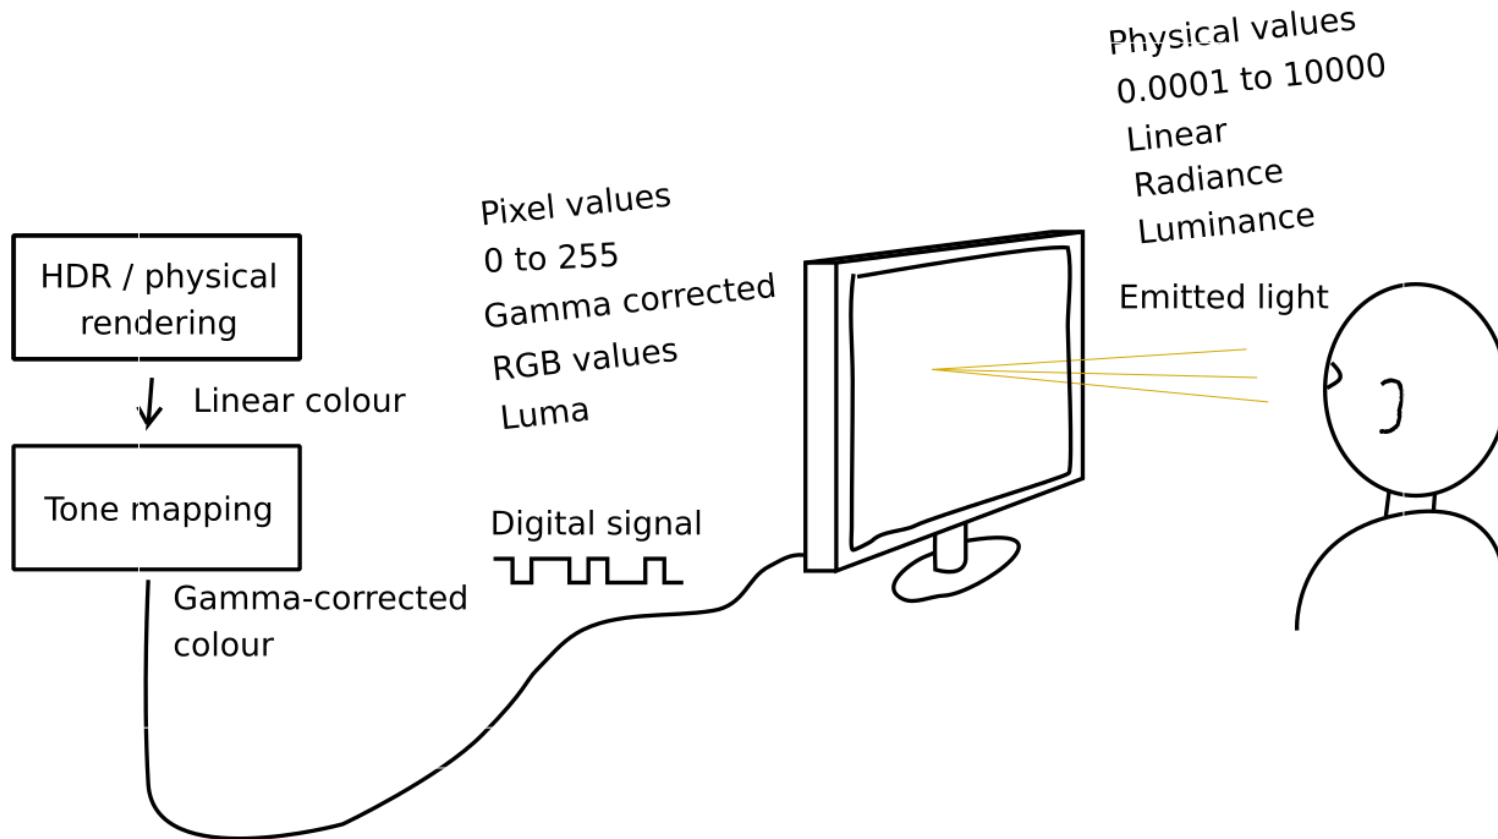 HDR / physical
rendering
Linear colour
Tone mapping
Gamma-corrected
colour
Pixel values
0 to 255
Gamma corrected
RGB values
Luma
Digital signal
Physical values
0.0001 to 10000
Linear
Radiance
Luminance
Emitted light